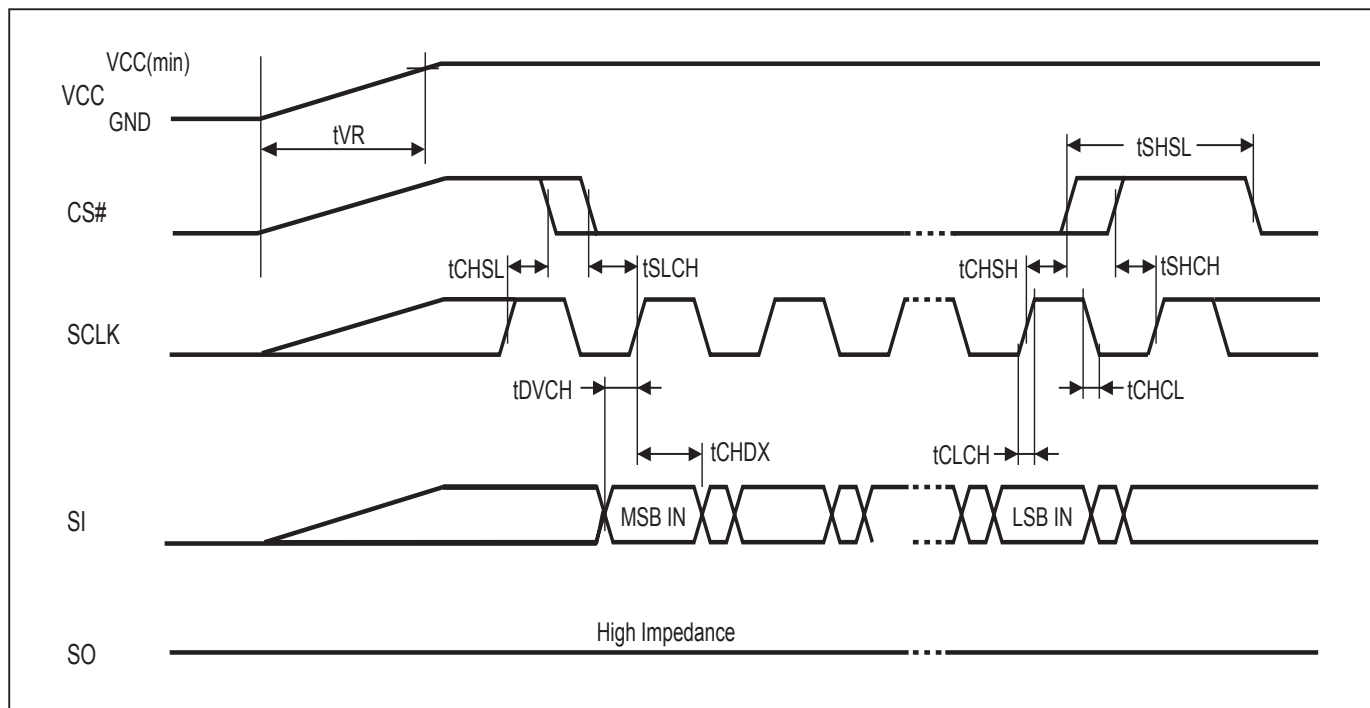 VCC(min)
VCC
GND
tVR
tSHSL
CS#
tCHSL
tSLCH
tCHSH
tSHCH
SCLK
tDVCH
tCHCL
tCHDX
tCLCH
SI
MSB IN
LSB IN
High Impedance
SO